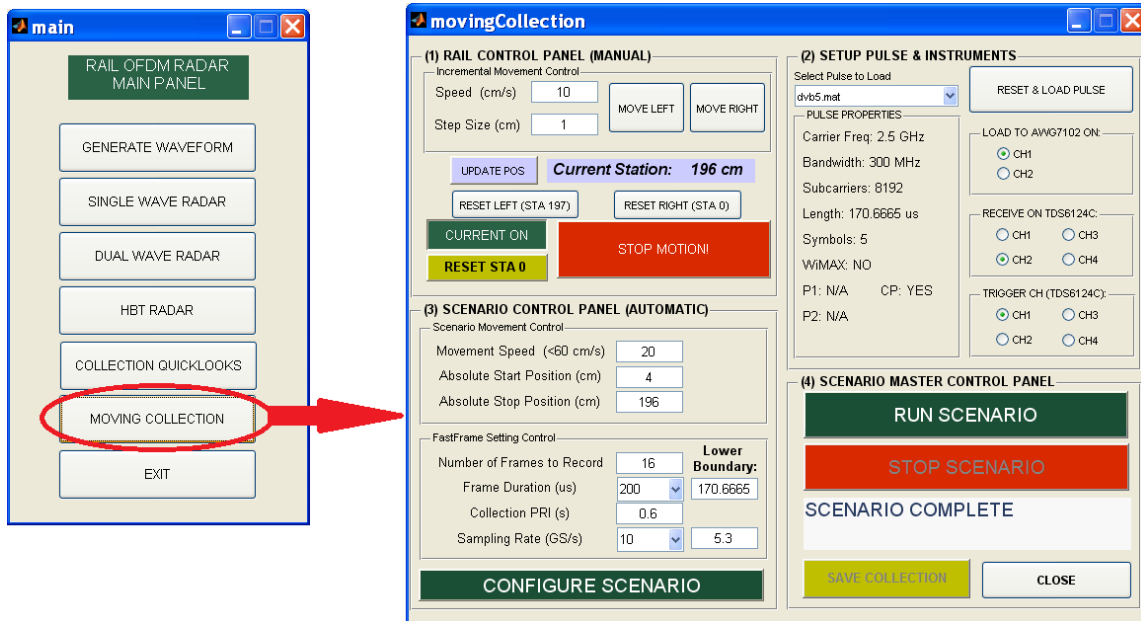 main
RAIL OFDM RADAR
MAIN PANEL
GENERATE WAVEFORM
SINGLE WAVE RADAR
DUAL WAVE RADAR
HBT RADAR
COLLECTION QUICKLOOKS
MOVING COLLECTION
EXIT
movingCollection
(1) RAIL CONTROL PANEL (MANUAL)
Incremental Movement Control
Speed (cm/s) 10
Step Size (cm) 1
MOVE LEFT
MOVE RIGHT
UPDATE POS
Current Station: 196 cm
RESET LEFT (STA 197)
RESET RIGHT (STA 0)
CURRENT ON
RESET STA 0
STOP MOTION!
(2) SETUP PULSE & INSTRUMENTS
Select Pulse to Load
dvb5.mat
RESET & LOAD PULSE
PULSE PROPERTIES
Carrier Freq: 2.5 GHz
Bandwidth: 300 MHz
Subcarriers: 8192
Length: 170.6665 us
Symbols: 5
WiMAX: NO
P1: N/A CP: YES
P2: N/A
LOAD TO AWG7102 ON:
CH1
CH2
RECEIVE ON TDS6124C:
CH1 CH3
CH2 CH4
TRIGGER CH (TDS6124C):
CH1 CH3
CH2 CH4
(3) SCENARIO CONTROL PANEL (AUTOMATIC)
Scenario Movement Control
Movement Speed (<60 cm/s) 20
Absolute Start Position (cm) 4
Absolute Stop Position (cm) 196
FastFrame Setting Control
Lower
Boundary:
Number of Frames to Record 16
Frame Duration (us) 200 170.6665
Collection PRI (s) 0.6
Sampling Rate (GS/s) 10 5.3
CONFIGURE SCENARIO
(4) SCENARIO MASTER CONTROL PANEL
RUN SCENARIO
STOP SCENARIO
SCENARIO COMPLETE
SAVE COLLECTION
CLOSE